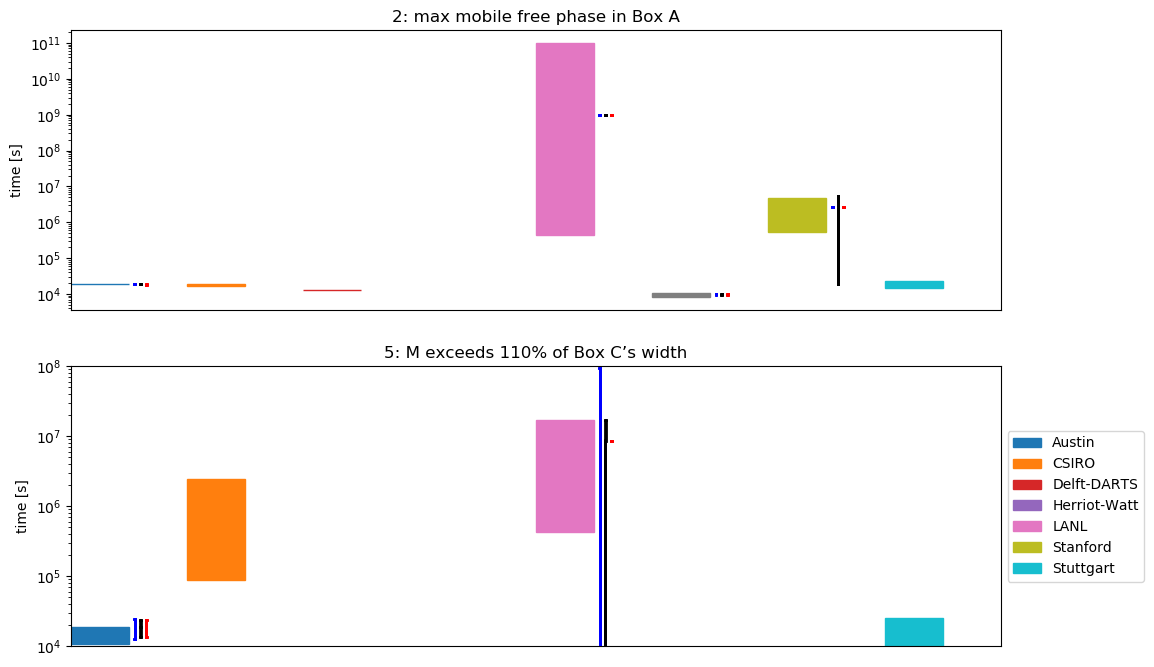 2: max mobile free phase in Box A
time [s]
10¹¹
10¹⁰
10⁹
10⁸
10⁷
10⁶
10⁵
10⁴
5: M exceeds 110% of Box C’s width
time [s]
10⁸
10⁷
10⁶
10⁵
10⁴
Austin
CSIRO
Delft-DARTS
Herriot-Watt
LANL
Stanford
Stuttgart